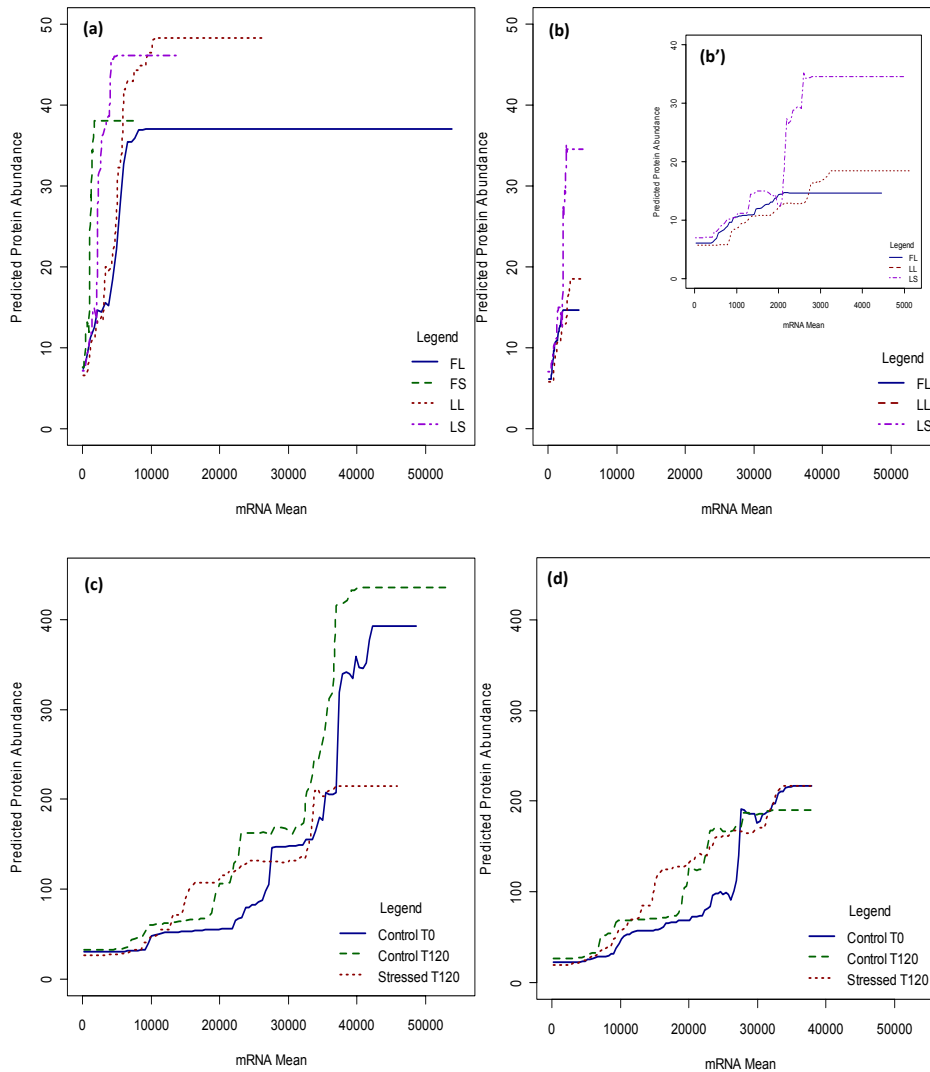 (a)
Predicted Protein Abundance
50
40
30
20
10
0
0 10000 20000 30000 40000 50000
mRNA Mean
Legend
FL
FS
LL
LS
(b)
Predicted Protein Abundance
50
40
30
20
10
0
0 10000 20000 30000 40000 50000
mRNA Mean
Legend
FL
LL
LS
(b’)
Predicted Protein Abundance
40
30
20
10
0
0 1000 2000 3000 4000 5000
mRNA Mean
Legend
FL
LL
LS
(c)
Predicted Protein Abundance
400
300
200
100
0
0 10000 20000 30000 40000 50000
mRNA Mean
Legend
Control T0
Control T120
Stressed T120
(d)
Predicted Protein Abundance
400
300
200
100
0
0 10000 20000 30000 40000 50000
mRNA Mean
Legend
Control T0
Control T120
Stressed T120